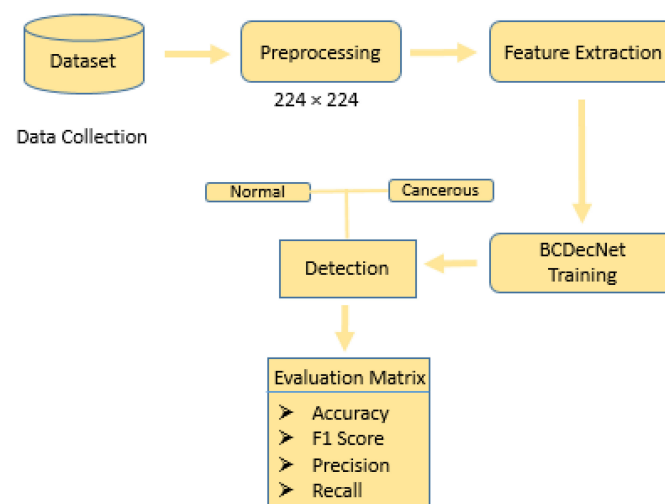 Dataset
Preprocessing
Feature Extraction
224 × 224
Data Collection
Normal
Cancerous
Detection
BCDecNet
Training
Evaluation Matrix
➤ Accuracy
➤ F1 Score
➤ Precision
➤ Recall